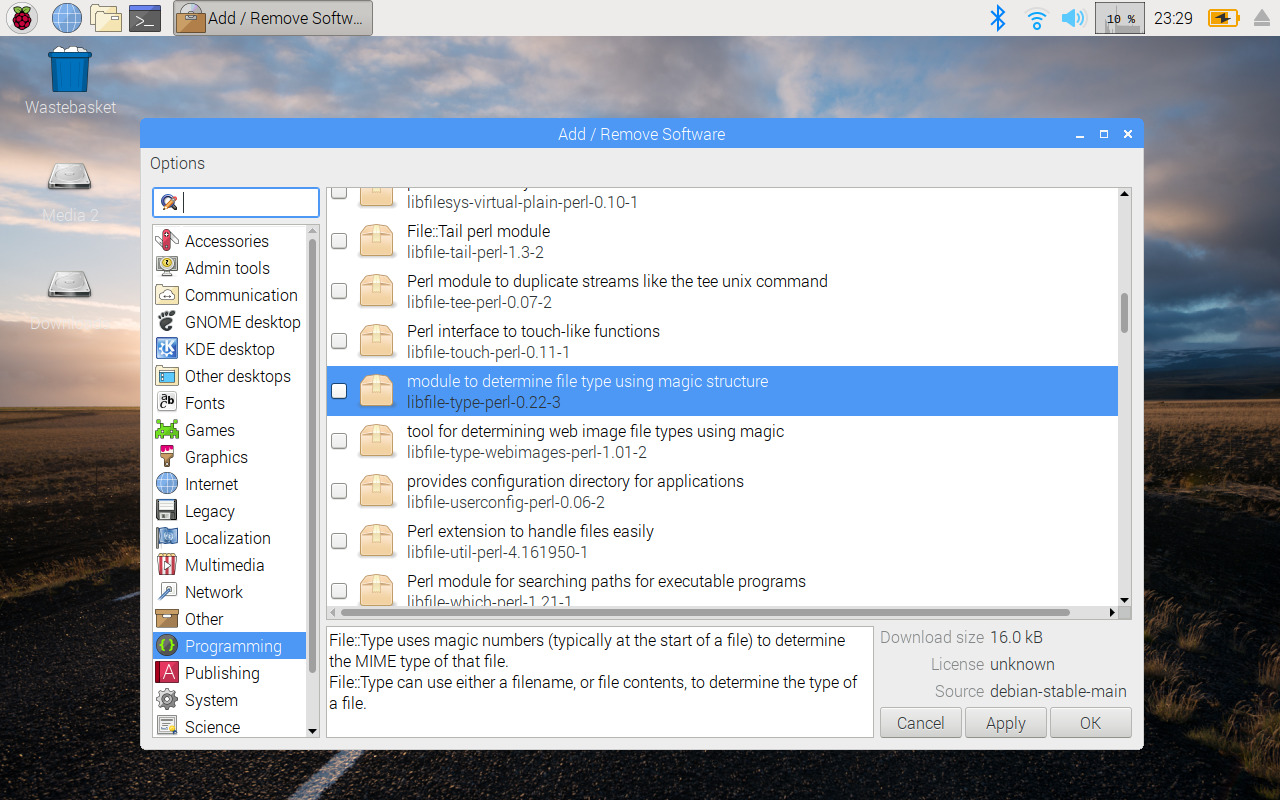 Add / Remove Softw...
10 %
23:29
Wastebasket
Media 2
Add / Remove Software
Options
Accessories
Admin tools
Communication
GNOME desktop
KDE desktop
Other desktops
Fonts
Games
Graphics
Internet
Legacy
Localization
Multimedia
Network
Other
Programming
Publishing
System
Science
libfilesys-virtual-plain-perl-0.10-1
File::Tail perl module
libfile-tail-perl-1.3-2
Perl module to duplicate streams like the tee unix command
libfile-tee-perl-0.07-2
Perl interface to touch-like functions
libfile-touch-perl-0.11-1
module to determine file type using magic structure
libfile-type-perl-0.22-3
tool for determining web image file types using magic
libfile-type-webimages-perl-1.01-2
provides configuration directory for applications
libfile-userconfig-perl-0.06-2
Perl extension to handle files easily
libfile-util-perl-4.161950-1
Perl module for searching paths for executable programs
libfile-which-perl-1.21-1
File::Type uses magic numbers (typically at the start of a file) to determine
the MIME type of that file.
File::Type can use either a filename, or file contents, to determine the type of
a file.
Download size 16.0 kB
License unknown
Source debian-stable-main
Cancel
Apply
OK